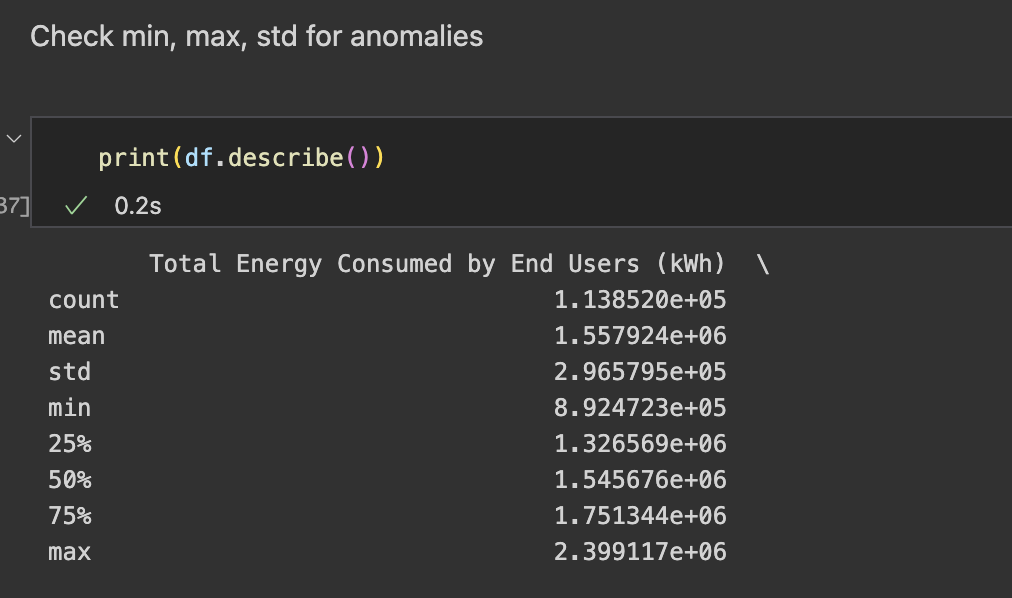 Check min, max, std for anomalies
print(df.describe())
37]
0.2s
Total Energy Consumed by End Users (kWh) \
count 1.138520e+05
mean 1.557924e+06
std 2.965795e+05
min 8.924723e+05
25% 1.326569e+06
50% 1.545676e+06
75% 1.751344e+06
max 2.399117e+06